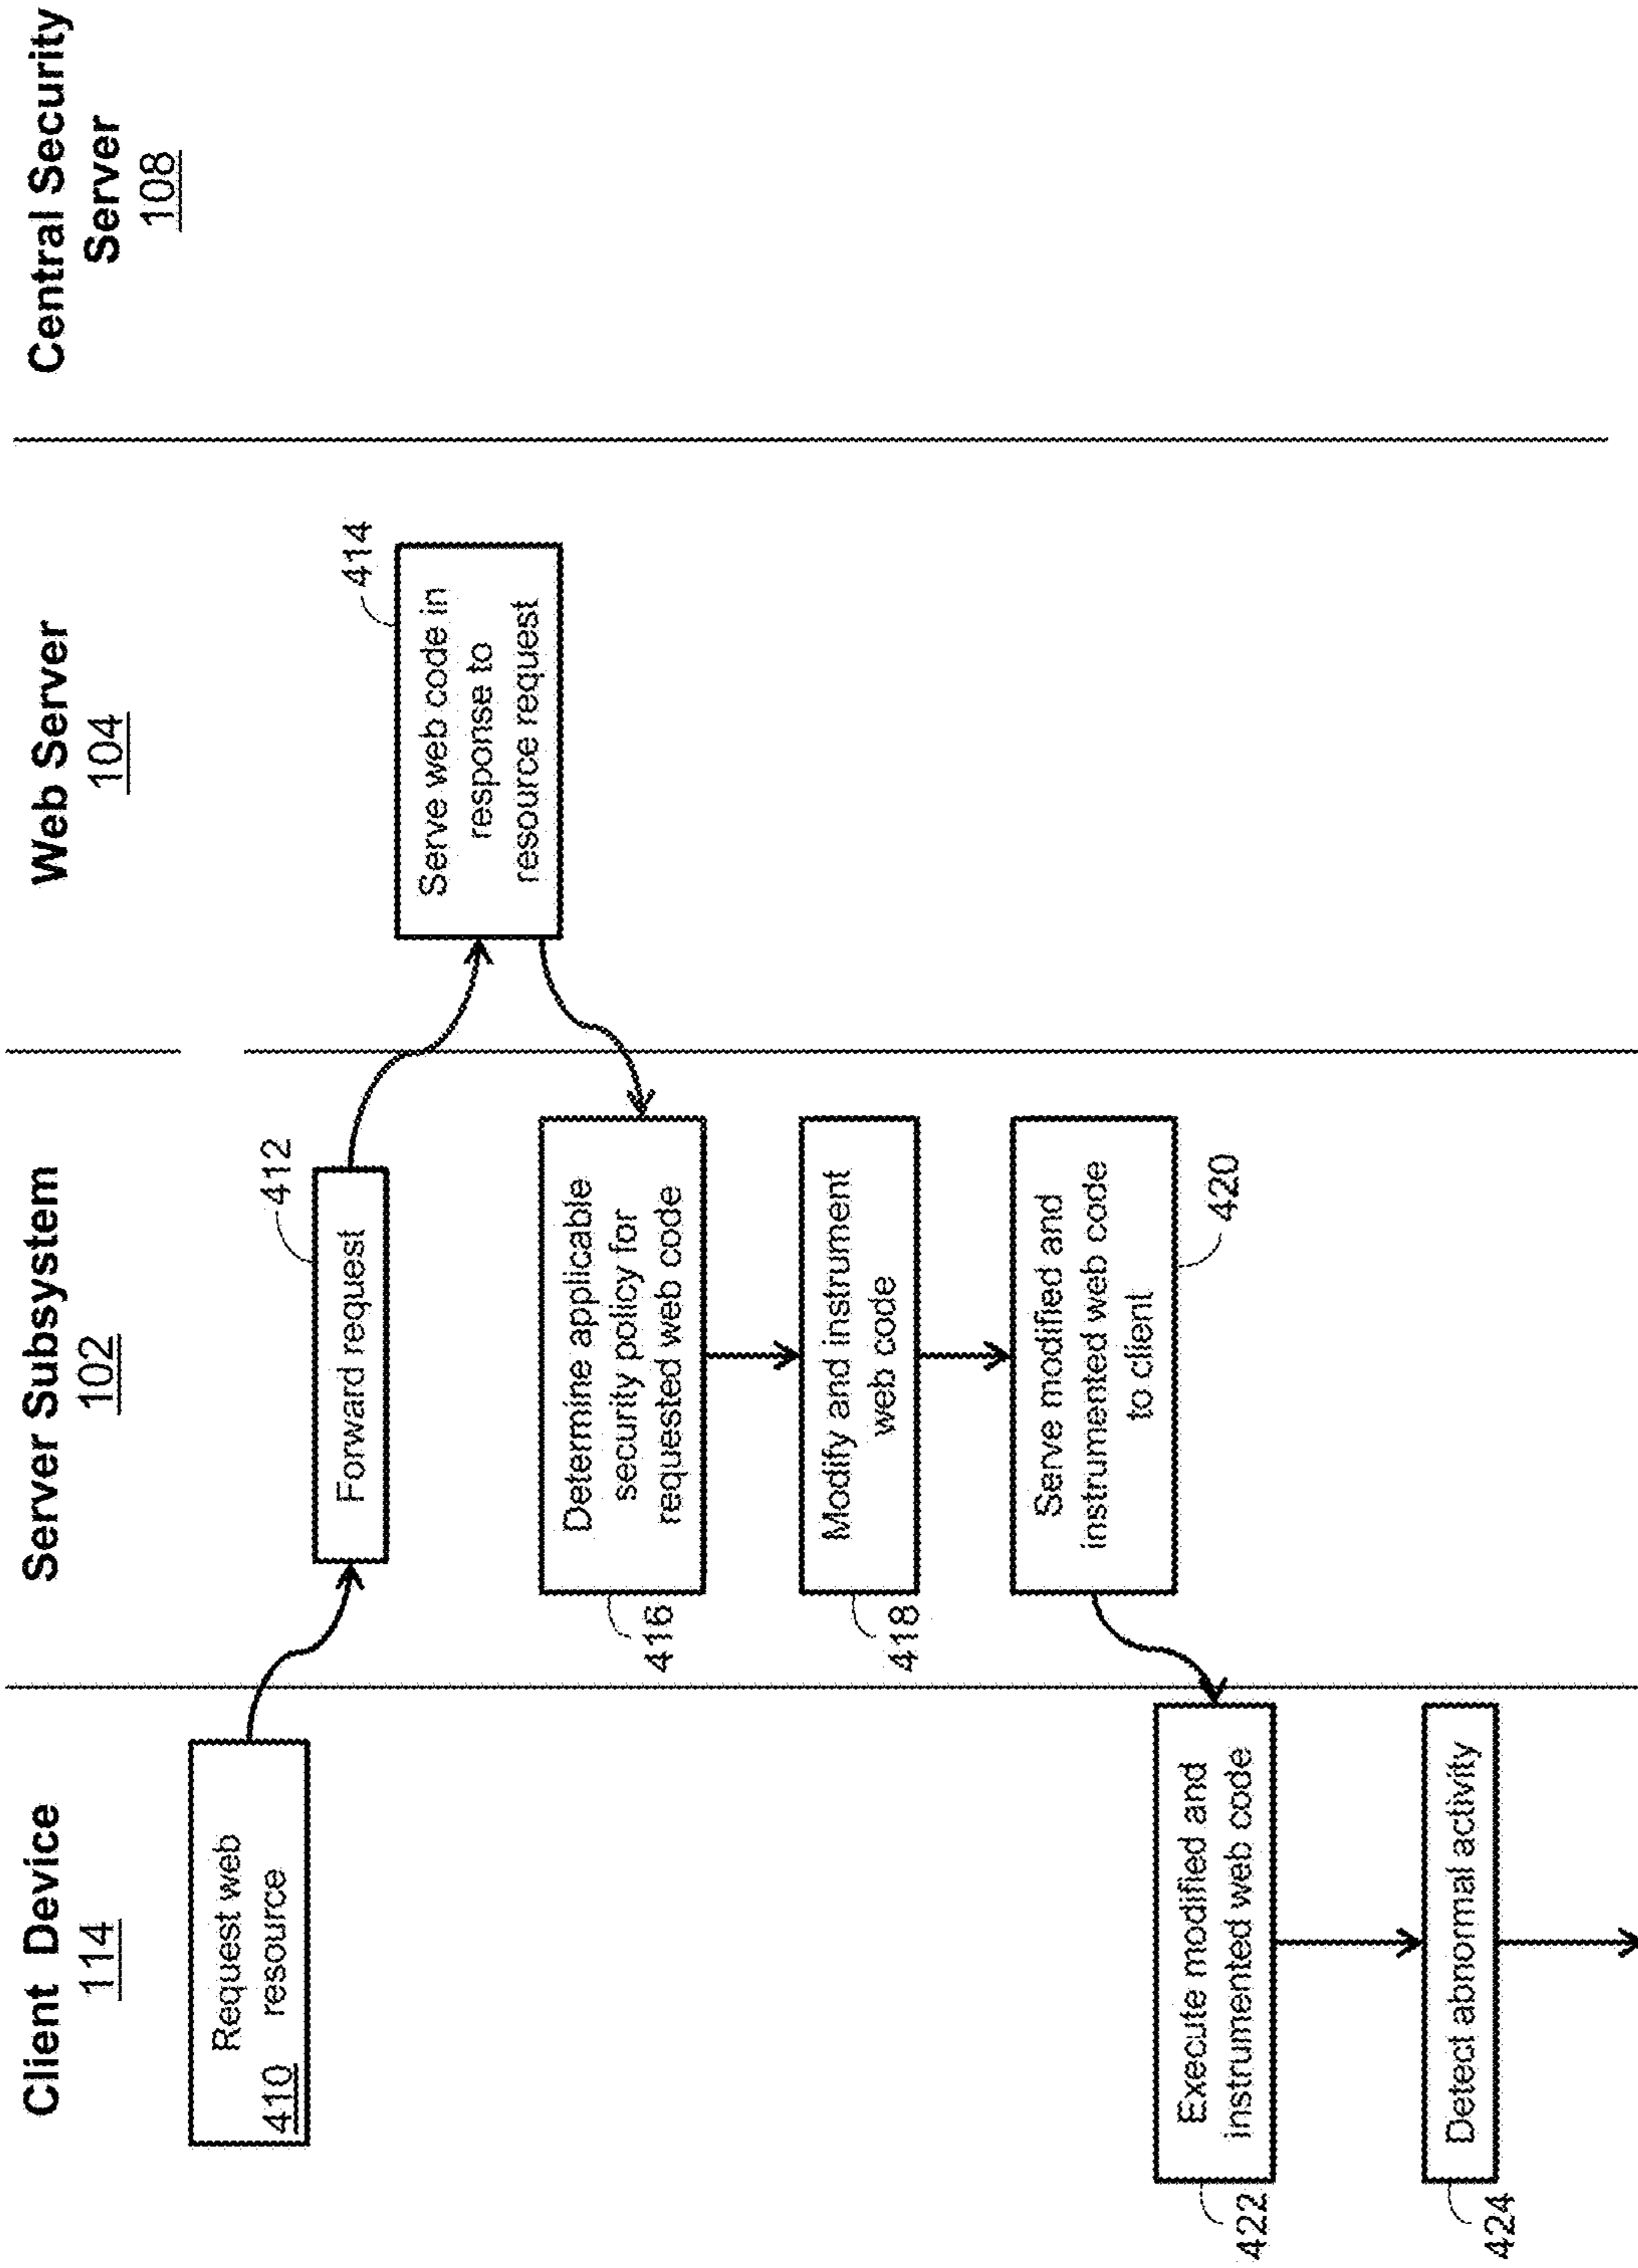 Client Device
114
Server Subsystem
102
Web Server
104
Central Security
Server
108
Request web
410 resource
412
Forward request
414
Serve web code in
response to
resource request
416
Determine applicable
security policy for
requested web code
418
Modify and instrument
web code
Serve modified and
instrumented web code
to client
420
422
Execute modified and
instrumented web code
424
Detect abnormal activity